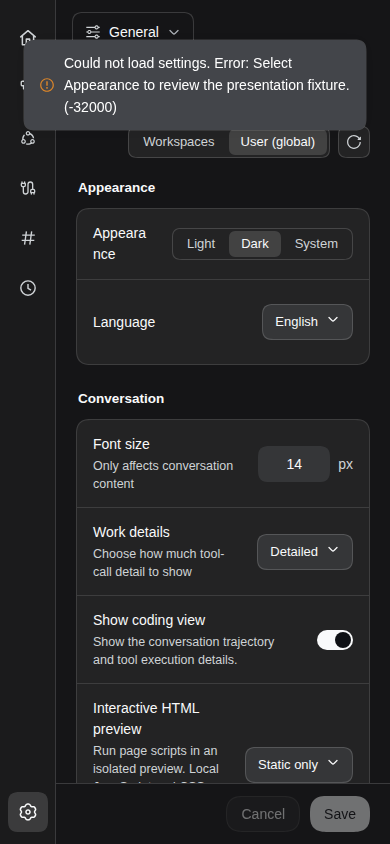 General
Could not load settings. Error: Select
Appearance to review the presentation fixture.
(-32000)
Workspaces User (global)
Appearance
Appeara
nce
Light Dark System
Language
English
Conversation
Font size
Only affects conversation
content
14 px
Work details
Choose how much tool-
call detail to show
Detailed
Show coding view
Show the conversation trajectory
and tool execution details.
Interactive HTML
preview
Run page scripts in an
isolated preview. Local
Static only
Cancel Save